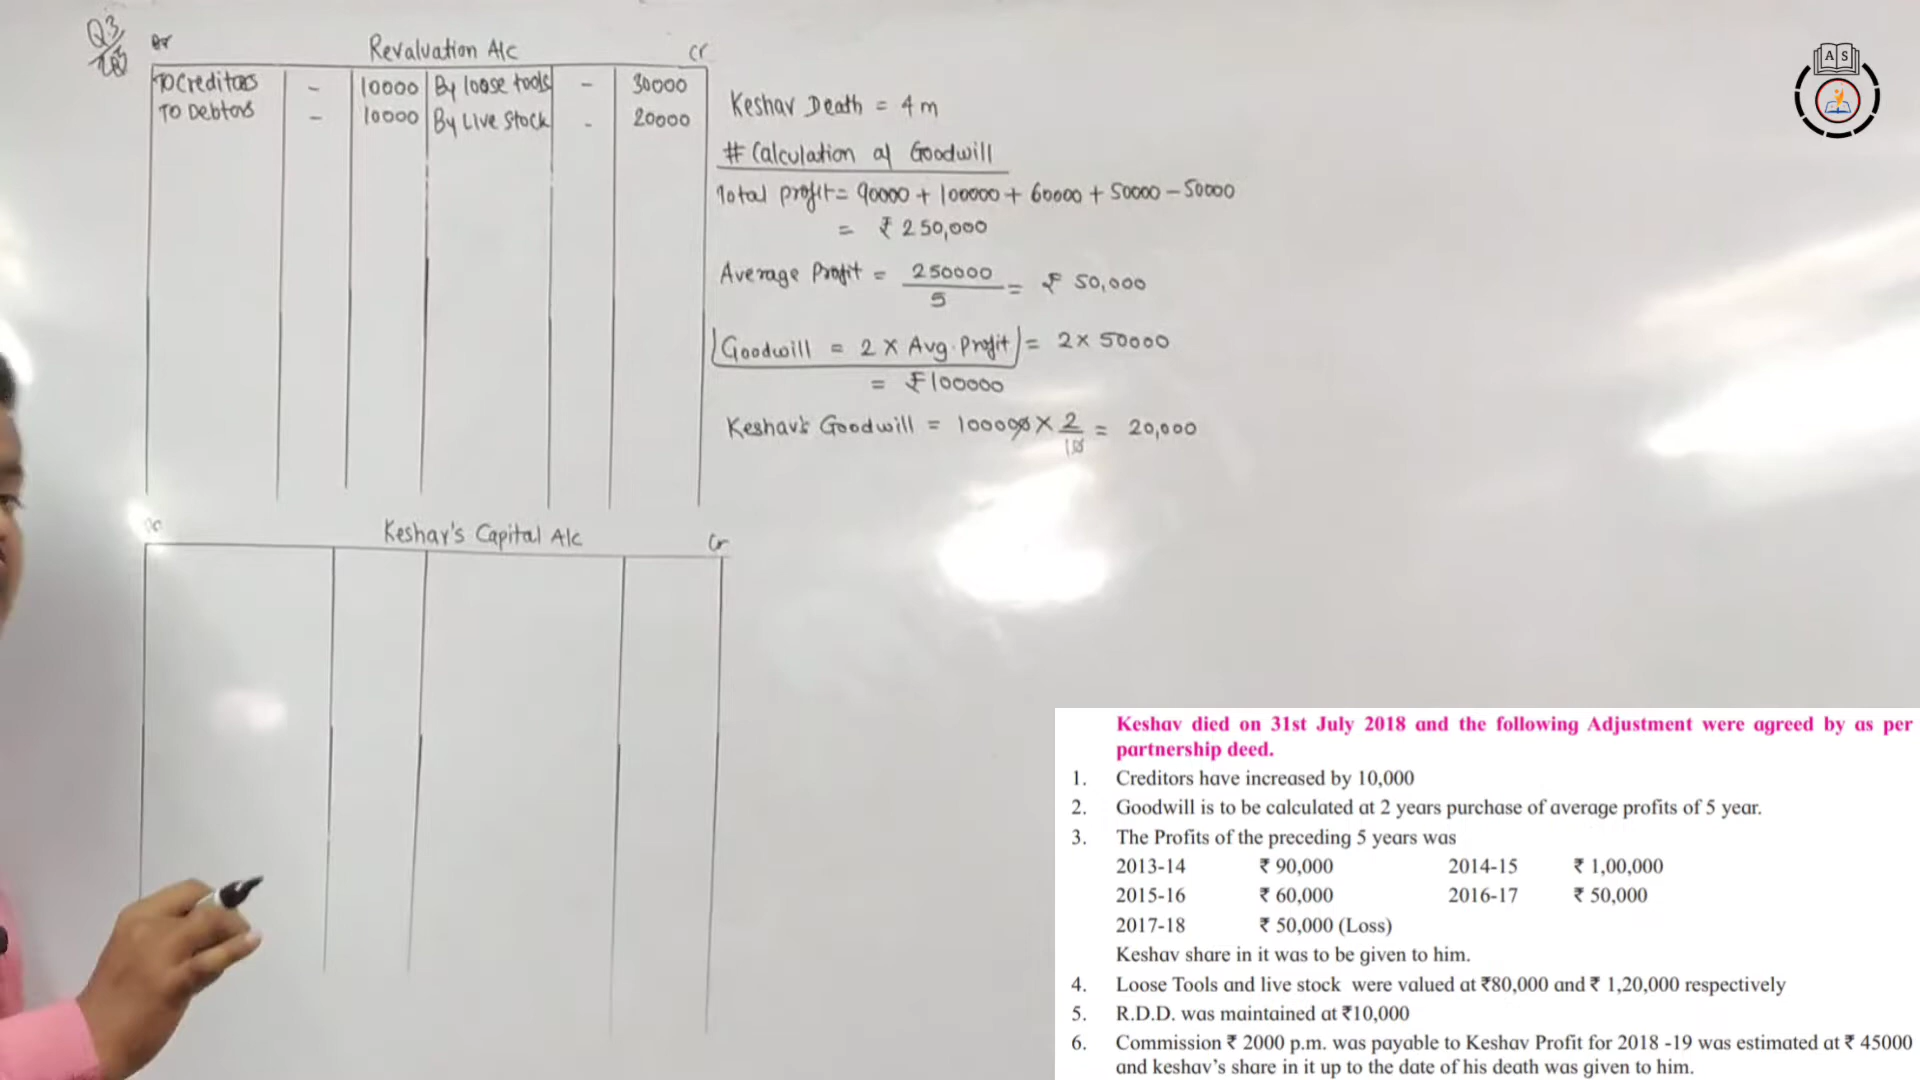 Q3
Dr Revaluation A/c Cr
To Creditors - 10000 By loose tools - 30000
To Debtors - 10000 By Live Stock - 20000
Keshav Death = 4 m
# Calculation of Goodwill
Total profit = 90000 + 100000 + 60000 + 50000 - 50000
= ₹ 250,000
Average Profit = 250000 / 5 = ₹ 50,000
Goodwill = 2 X Avg. Profit = 2 x 50000
= ₹ 100000
Keshav's Goodwill = 100000 X 2/10 = 20,000
Keshav's Capital A/c Cr
A S
Keshav died on 31st July 2018 and the following Adjustment were agreed by as per
partnership deed.
1. Creditors have increased by 10,000
2. Goodwill is to be calculated at 2 years purchase of average profits of 5 year.
3. The Profits of the preceding 5 years was
2013-14 ₹ 90,000 2014-15 ₹ 1,00,000
2015-16 ₹ 60,000 2016-17 ₹ 50,000
2017-18 ₹ 50,000 (Loss)
Keshav share in it was to be given to him.
4. Loose Tools and live stock were valued at ₹80,000 and ₹ 1,20,000 respectively
5. R.D.D. was maintained at ₹10,000
6. Commission ₹ 2000 p.m. was payable to Keshav Profit for 2018 -19 was estimated at ₹ 45000
and keshav's share in it up to the date of his death was given to him.